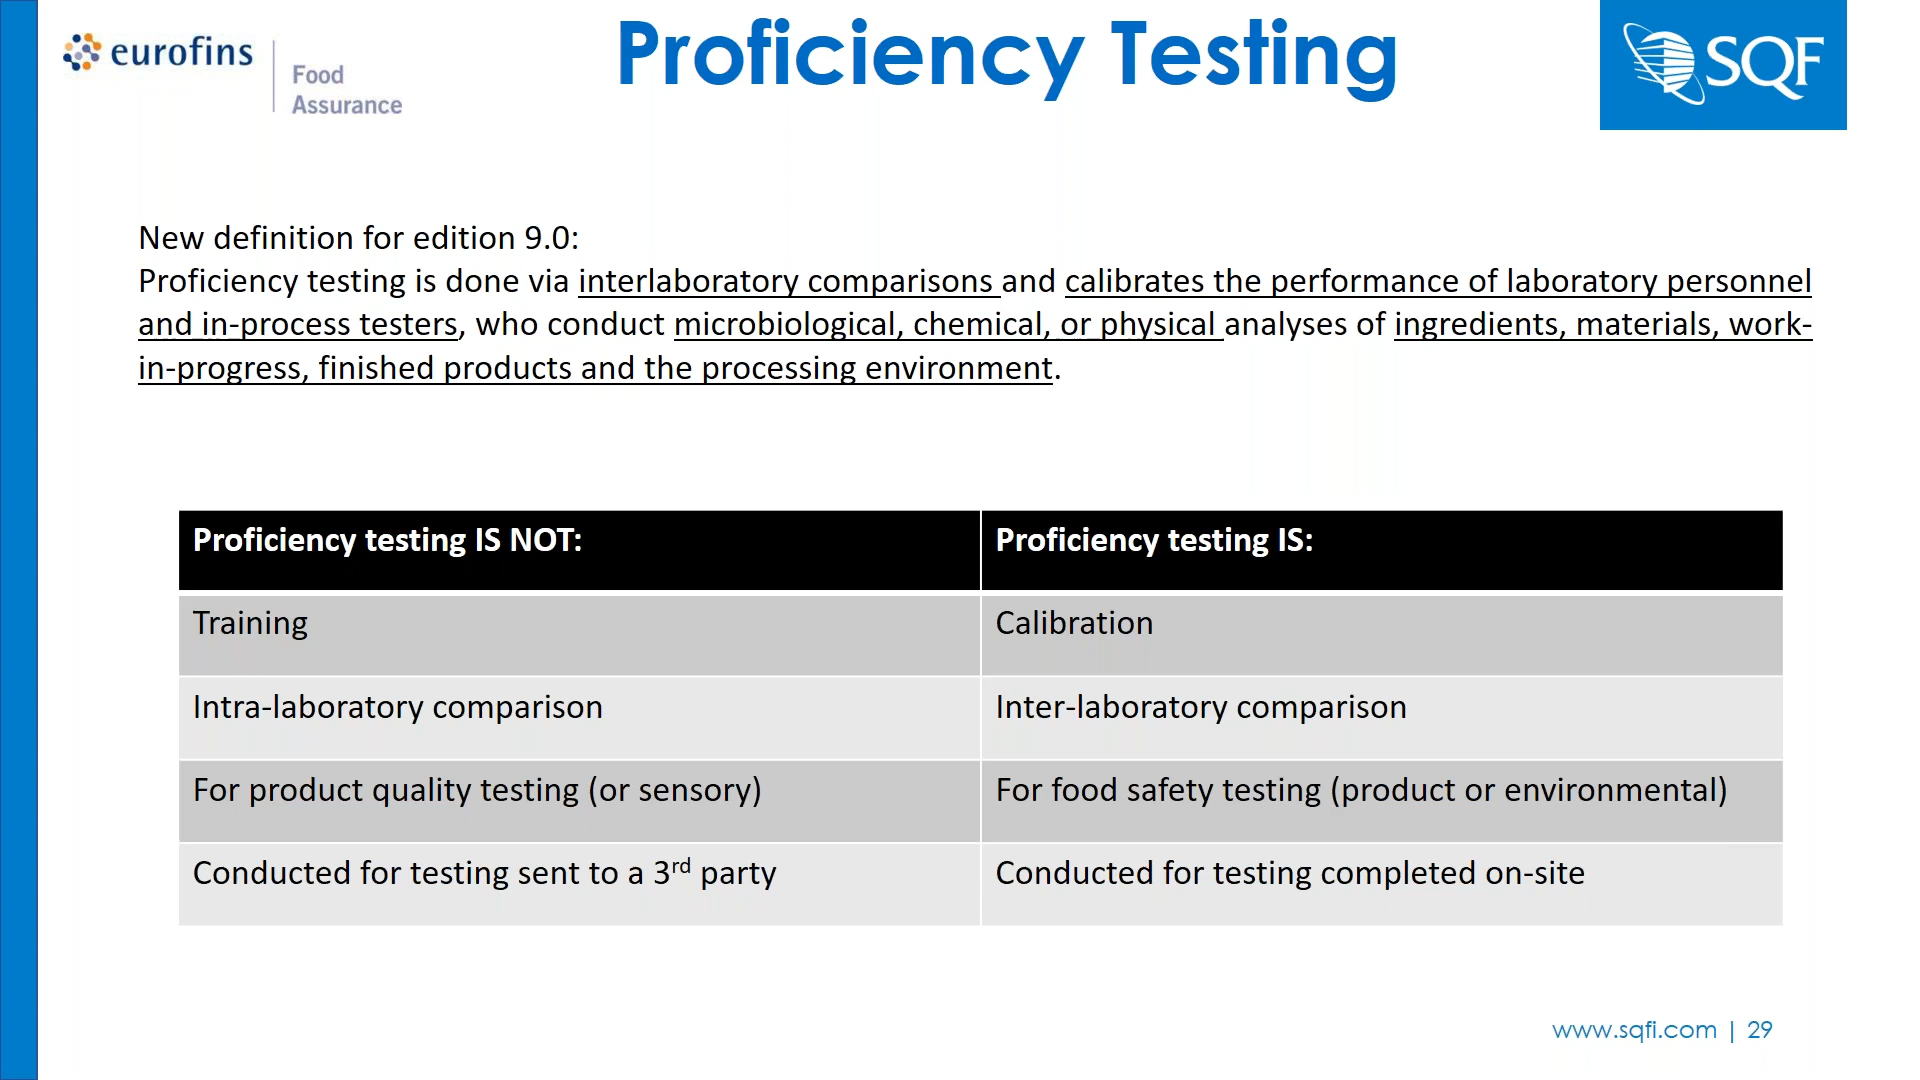 eurofins
Food
Assurance
Proficiency Testing
SQF
New definition for edition 9.0:
Proficiency testing is done via interlaboratory comparisons and calibrates the performance of laboratory personnel
and in-process testers, who conduct microbiological, chemical, or physical analyses of ingredients, materials, work-
in-progress, finished products and the processing environment.
Proficiency testing IS NOT:
Proficiency testing IS:
Training
Calibration
Intra-laboratory comparison
Inter-laboratory comparison
For product quality testing (or sensory)
For food safety testing (product or environmental)
Conducted for testing sent to a 3rd party
Conducted for testing completed on-site
www.sqfi.com | 29